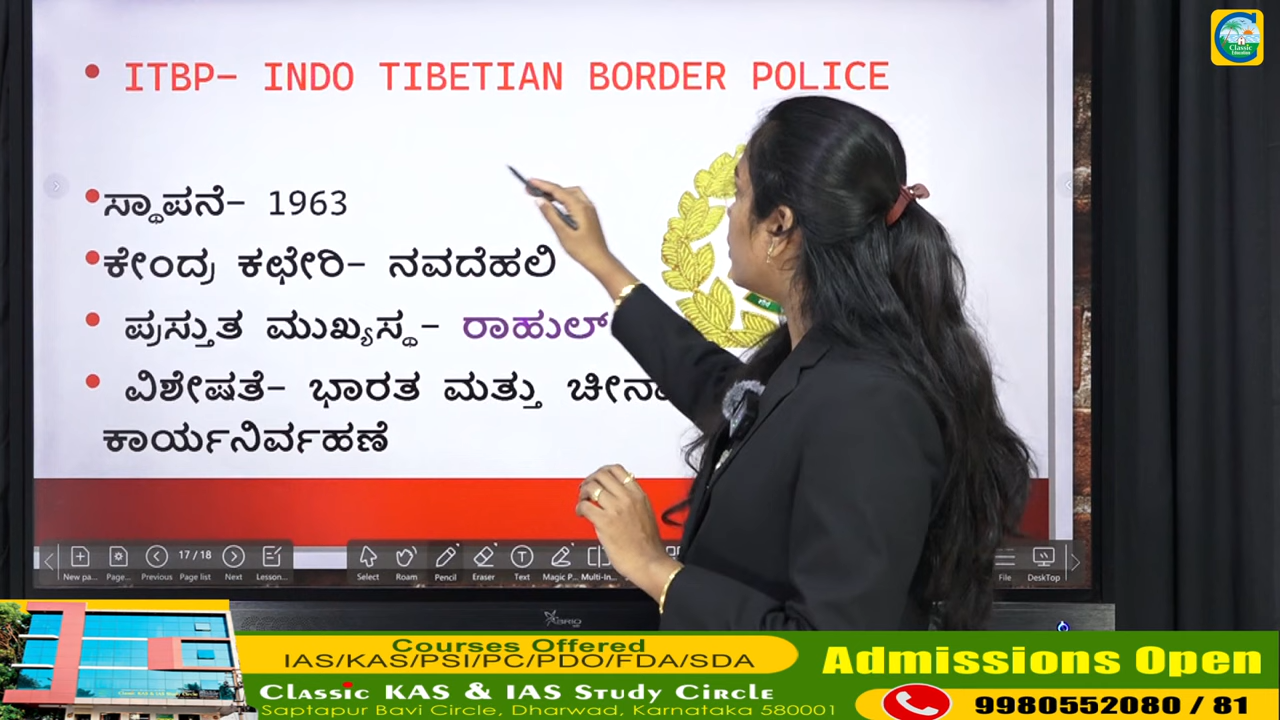 ITBP- INDO TIBETIAN BORDER POLICE
ಸ್ಥಾಪನೆ- 1963
ಕೇಂದ್ರ ಕಛೇರಿ- ನವದೆಹಲಿ
ಪ್ರಸ್ತುತ ಮುಖ್ಯಸ್ಥ- ರಾಹುಲ್
ವಿಶೇಷತೆ- ಭಾರತ ಮತ್ತು ಚೀನಾ
ಕಾರ್ಯನಿರ್ವಹಣೆ
New pa... Page... Previous 17 / 18 Page list Next Lesson... Select Roam Pencil Eraser Text Magic P... Multi-In... File DeskTop
Classic
Education
Courses Offered
IAS/KAS/PSI/PC/PDO/FDA/SDA
Classic KAS & IAS Study Circle
Saptapur Bavi Circle, Dharwad, Karnataka 580001
Admissions Open
9980552080 / 81